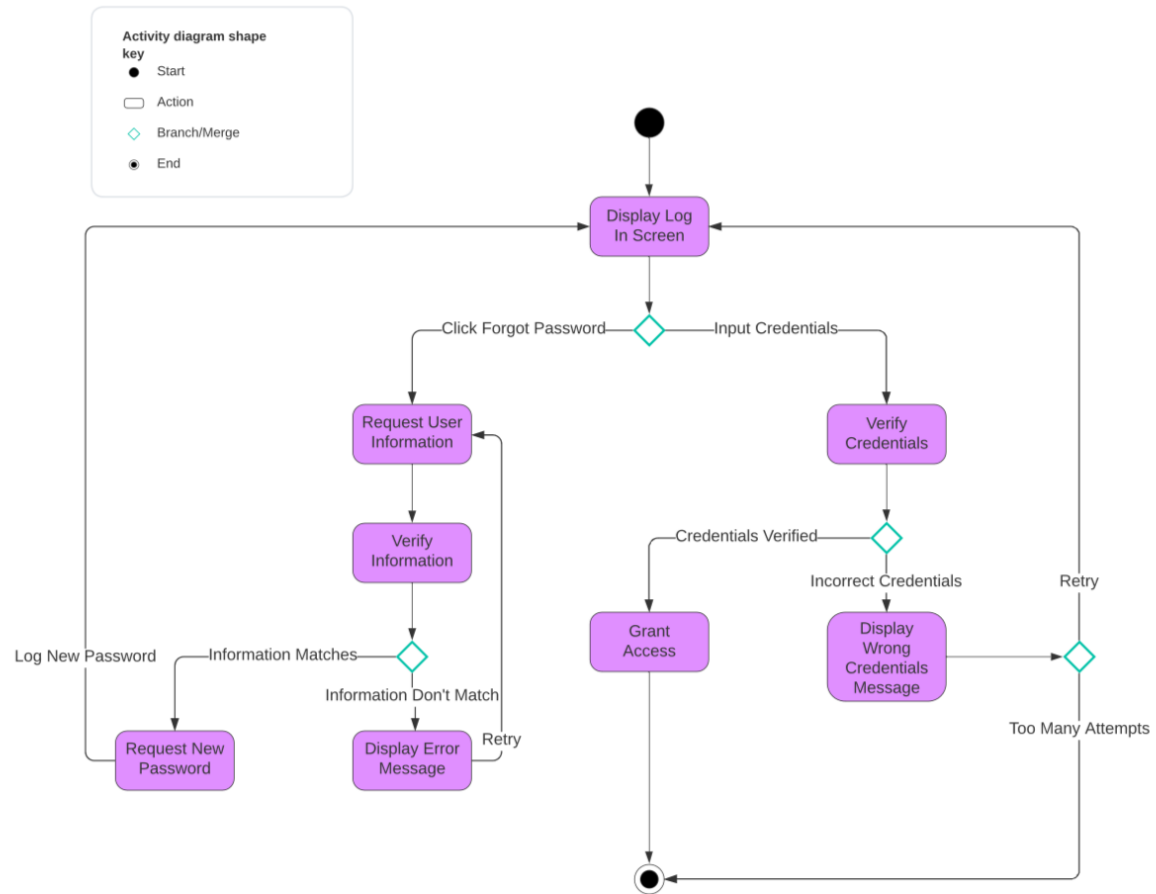 Activity diagram shape
key
Start
Action
Branch/Merge
End
Display Log
In Screen
Click Forgot Password
Input Credentials
Request User
Information
Verify
Credentials
Verify
Information
Credentials Verified
Incorrect Credentials
Retry
Grant
Access
Display
Wrong
Credentials
Message
Log New Password
Information Matches
Information Don't Match
Too Many Attempts
Retry
Request New
Password
Display Error
Message